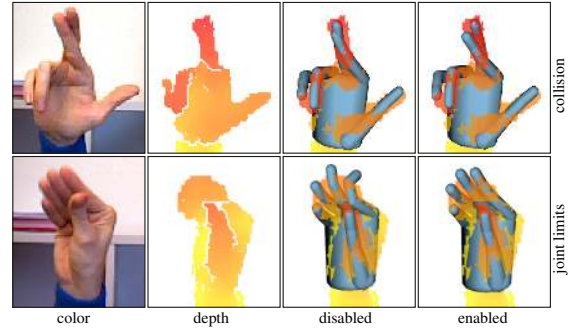 collision
joint limits
color depth disabled enabled